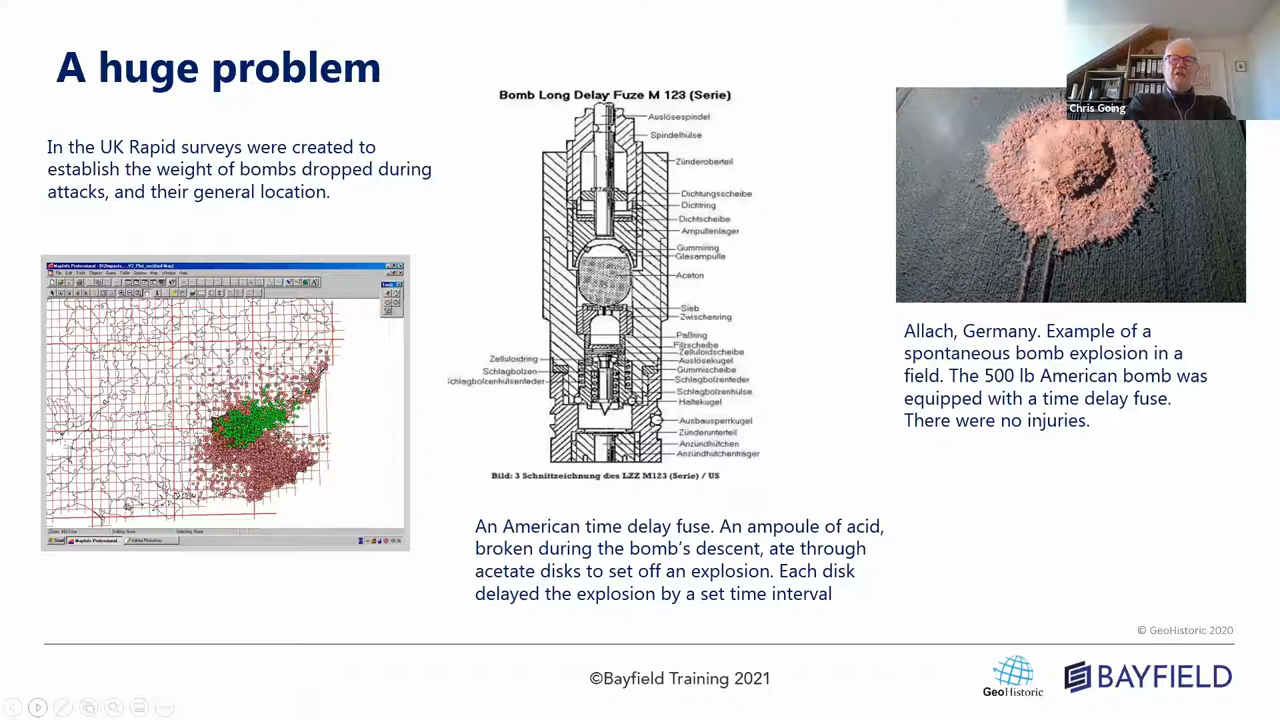 A huge problem
In the UK Rapid surveys were created to
establish the weight of bombs dropped during
attacks, and their general location.
Bomb Long Delay Fuze M 123 (Serie)
Auslösespindel
Spindelhülse
Zünderoberteil
Dichtungsscheibe
Dichtring
Dichtscheibe
Ampullenlager
Gummiring
Glasampulle
Aceton
Sieb
Zwischenring
Paßring
Filzscheibe
Zelluloidscheibe
Auslösekugel
Gummischeibe
Schlagbolzenfeder
Schlagbolzenhülse
Haltekugel
Ausbausperrkugel
Zünderunterteil
Anzündhütchen
Anzündhütchenträger
Zelluloidring
Schlagbolzen
Schlagbolzenhülsenfeder
Bild: 3 Schnittzeichnung des LZZ M123 (Serie) / US
An American time delay fuse. An ampoule of acid,
broken during the bomb's descent, ate through
acetate disks to set off an explosion. Each disk
delayed the explosion by a set time interval
Chris Going
Allach, Germany. Example of a
spontaneous bomb explosion in a
field. The 500 lb American bomb was
equipped with a time delay fuse.
There were no injuries.
© GeoHistoric 2020
©Bayfield Training 2021
GeoHistoric
BAYFIELD